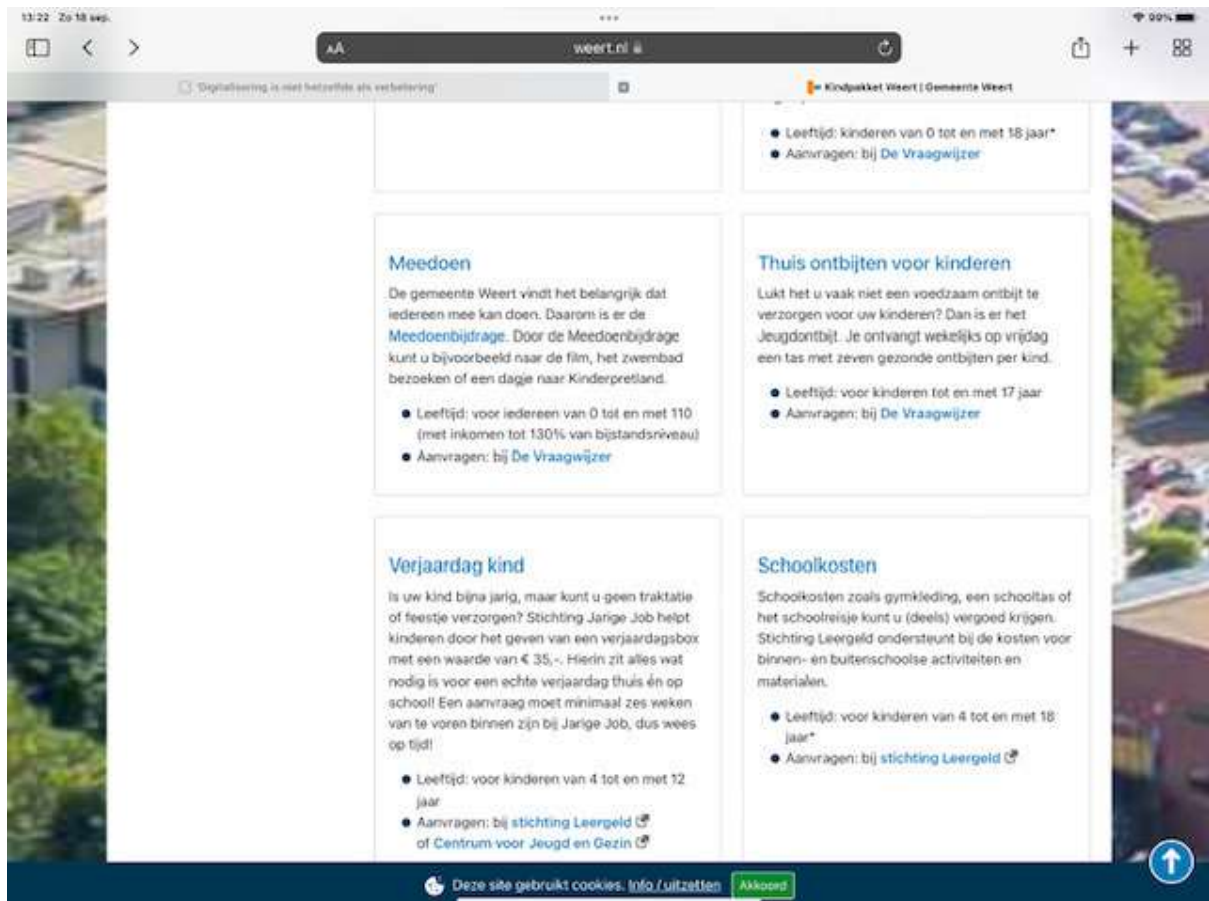 13:22 Zo 18 sep.
99%
AA
weert.nl
'Digitalisering is niet hetzelfde als verbetering'
Kindpakket Weert | Gemeente Weert
Leeftijd: kinderen van 0 tot en met 18 jaar*
Aanvragen: bij De Vraagwijzer
Meedoen
De gemeente Weert vindt het belangrijk dat
iedereen mee kan doen. Daarom is er de
Meedoenbijdrage. Door de Meedoenbijdrage
kunt u bijvoorbeeld naar de film, het zwembad
bezoeken of een dagje naar Kinderpretland.
Leeftijd: voor iedereen van 0 tot en met 110
(met inkomen tot 130% van bijstandsniveau)
Aanvragen: bij De Vraagwijzer
Thuis ontbijten voor kinderen
Lukt het u vaak niet een voedzaam ontbijt te
verzorgen voor uw kinderen? Dan is er het
Jeugdontbijt. Je ontvangt wekelijks op vrijdag
een tas met zeven gezonde ontbijten per kind.
Leeftijd: voor kinderen tot en met 17 jaar
Aanvragen: bij De Vraagwijzer
Verjaardag kind
Is uw kind bijna jarig, maar kunt u geen traktatie
of feestje verzorgen? Stichting Jarige Job helpt
kinderen door het geven van een verjaardagsbox
met een waarde van € 35,-. Hierin zit alles wat
nodig is voor een echte verjaardag thuis én op
school! Een aanvraag moet minimaal zes weken
van te voren binnen zijn bij Jarige Job, dus wees
op tijd!
Leeftijd: voor kinderen van 4 tot en met 12
jaar
Aanvragen: bij stichting Leergeld
of Centrum voor Jeugd en Gezin
Schoolkosten
Schoolkosten zoals gymkleding, een schooltas of
het schoolreisje kunt u (deels) vergoed krijgen.
Stichting Leergeld ondersteunt bij de kosten voor
binnen- en buitenschoolse activiteiten en
materialen.
Leeftijd: voor kinderen van 4 tot en met 18
jaar*
Aanvragen: bij stichting Leergeld
Deze site gebruikt cookies. Info / uitzetten Akkoord